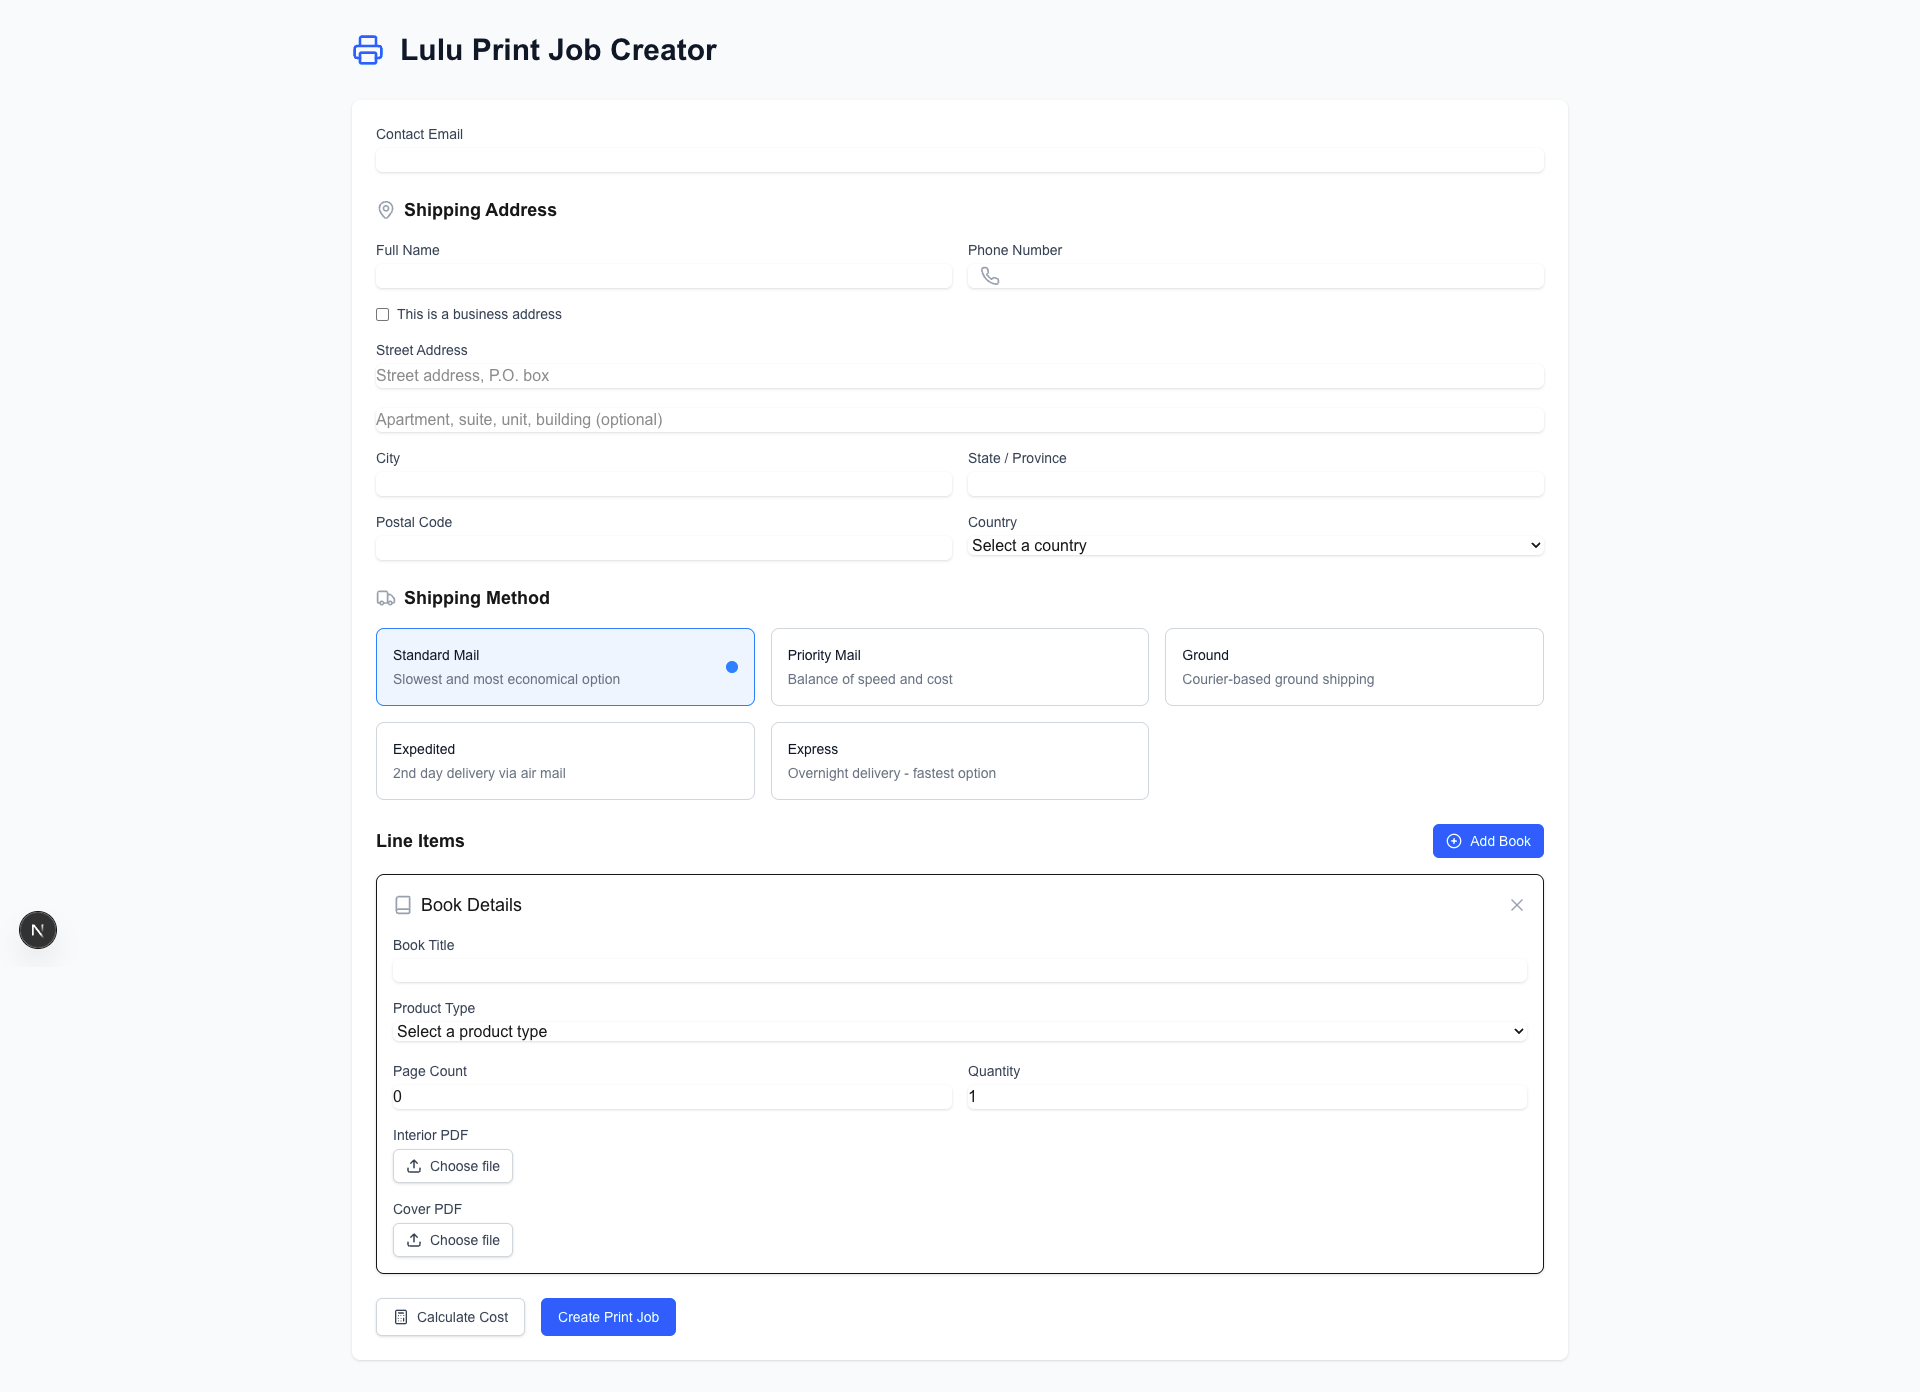 Lulu Print Job Creator
Contact Email
Shipping Address
Full Name
Phone Number
This is a business address
Street Address
Street address, P.O. box
Apartment, suite, unit, building (optional)
City
State / Province
Postal Code
Country
Select a country
Shipping Method
Standard Mail
Slowest and most economical option
Priority Mail
Balance of speed and cost
Ground
Courier-based ground shipping
Expedited
2nd day delivery via air mail
Express
Overnight delivery - fastest option
Line Items
Add Book
Book Details
Book Title
Product Type
Select a product type
Page Count
0
Quantity
1
Interior PDF
Choose file
Cover PDF
Choose file
Calculate Cost
Create Print Job
N